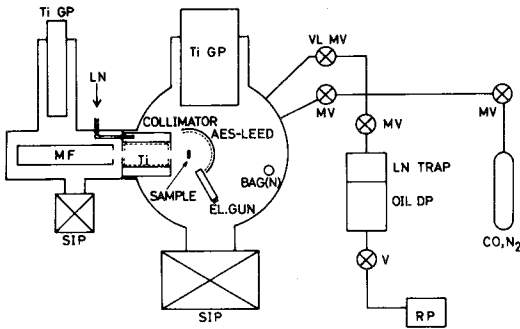 Ti GP
Ti GP
VL MV
LN
COLLIMATOR
MV
MV
AES-LEED
MV
MF
Ti
LN TRAP
SAMPLE
BAG(N)
OIL DP
EL.GUN
CO,N₂
SIP
V
SIP
RP